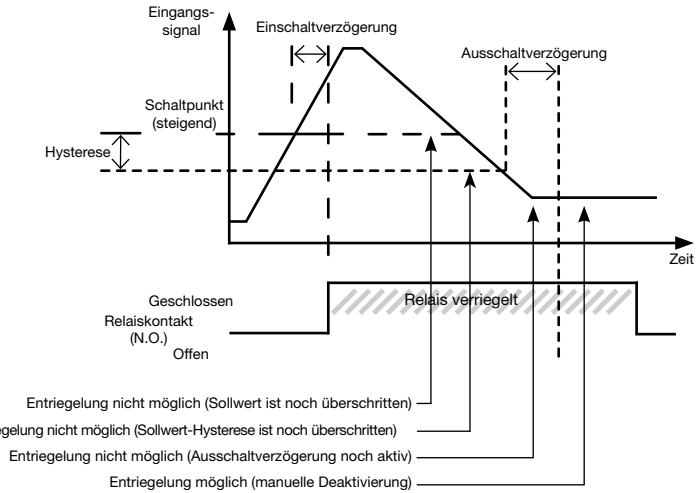 Eingangs-
signal
Einschaltverzögerung
Ausschaltverzögerung
Schaltpunkt
(steigend)
Hysterese
Zeit
Geschlossen
Relais verriegelt
Relaiskontakt
(N.O.)
Offen
Entriegelung nicht möglich (Sollwert ist noch überschritten)
egelung nicht möglich (Sollwert-Hysterese ist noch überschritten)
Entriegelung nicht möglich (Ausschaltverzögerung noch aktiv)
Entriegelung möglich (manuelle Deaktivierung)